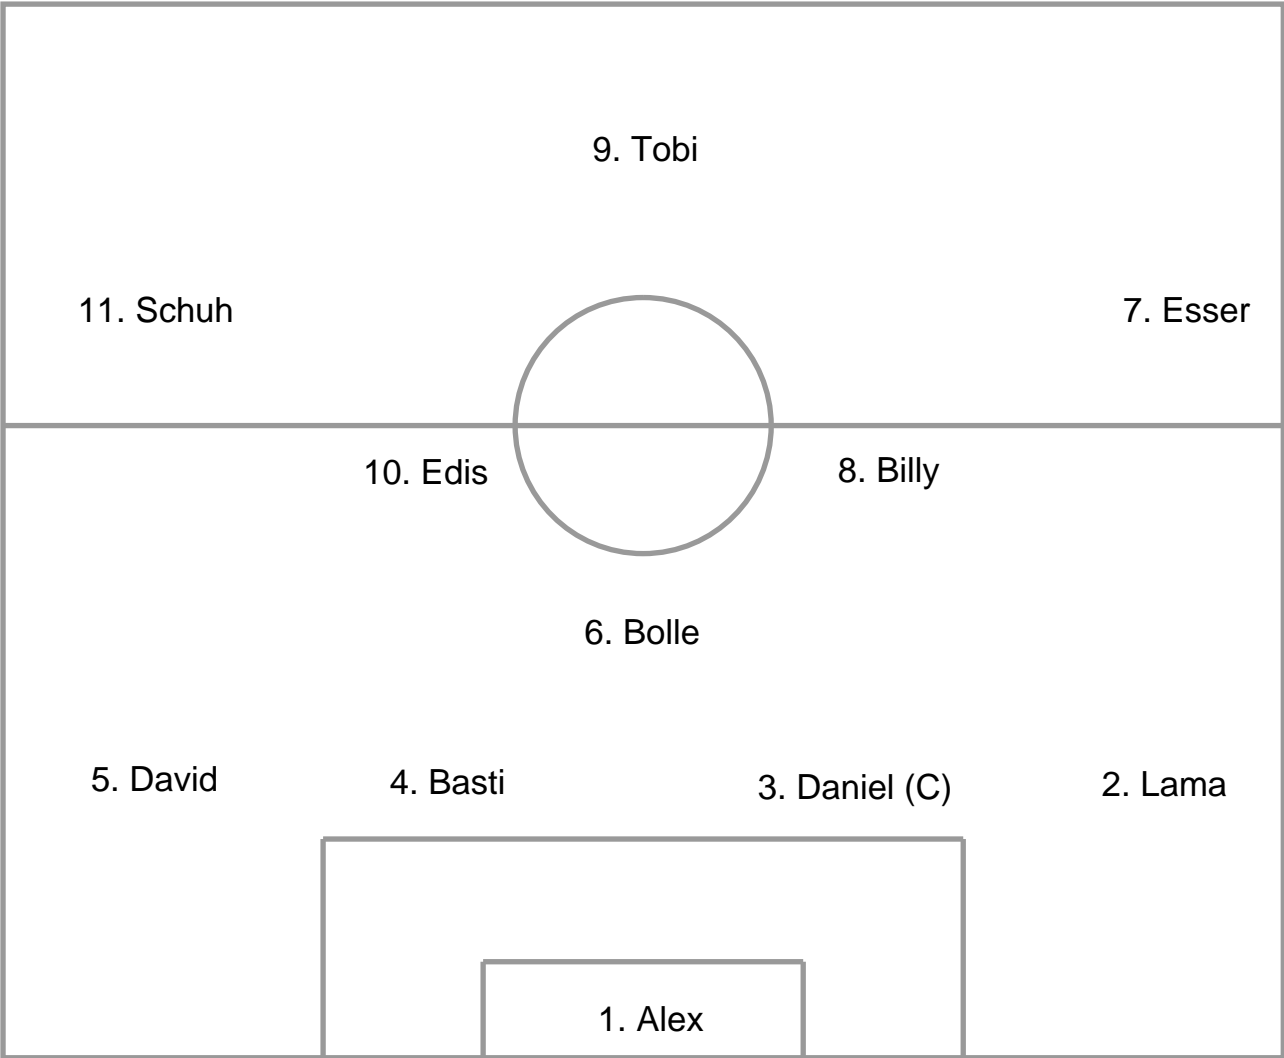 9. Tobi
11. Schuh
7. Esser
10. Edis
8. Billy
6. Bolle
5. David
4. Basti
3. Daniel (C)
2. Lama
1. Alex